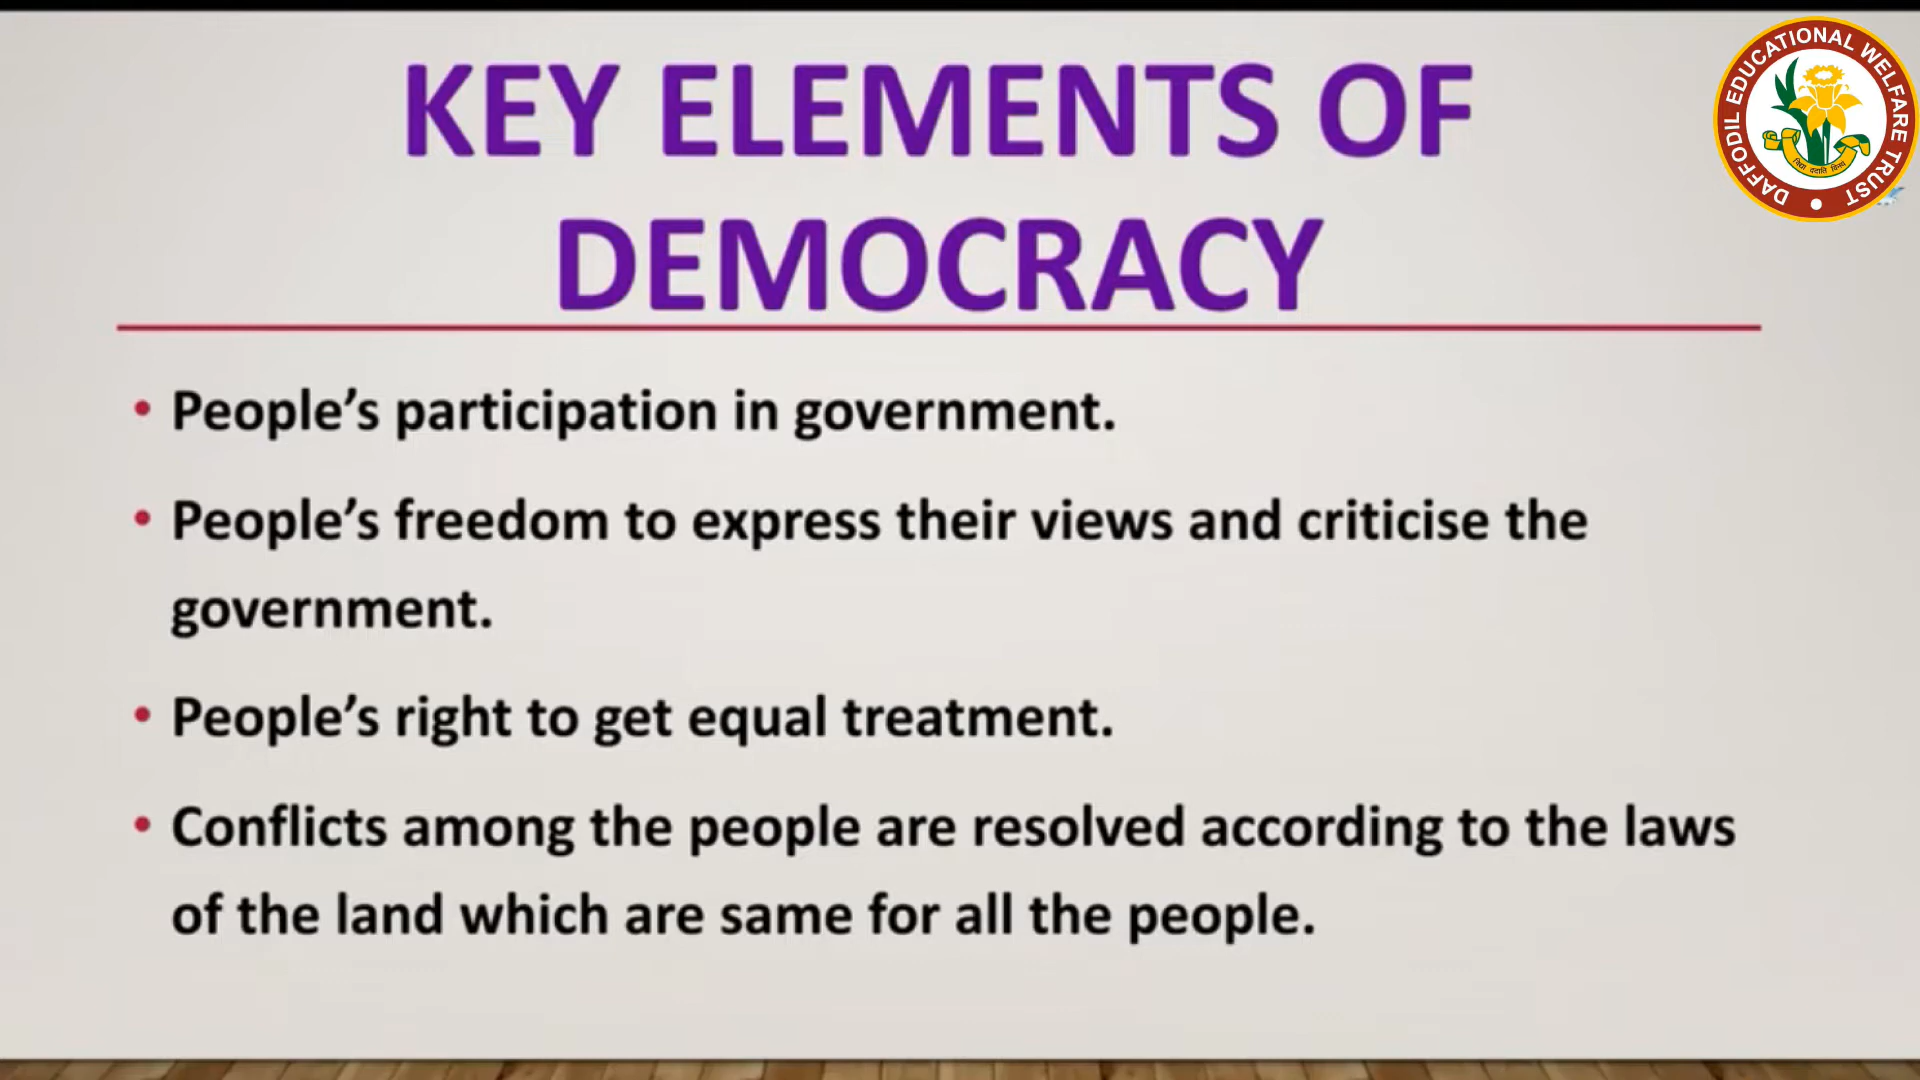 KEY ELEMENTS OF
DEMOCRACY
• People’s participation in government.
• People’s freedom to express their views and criticise the
government.
• People’s right to get equal treatment.
• Conflicts among the people are resolved according to the laws
of the land which are same for all the people.
DAFFODIL EDUCATIONAL WELFARE TRUST
विद्या ददाति विनयं